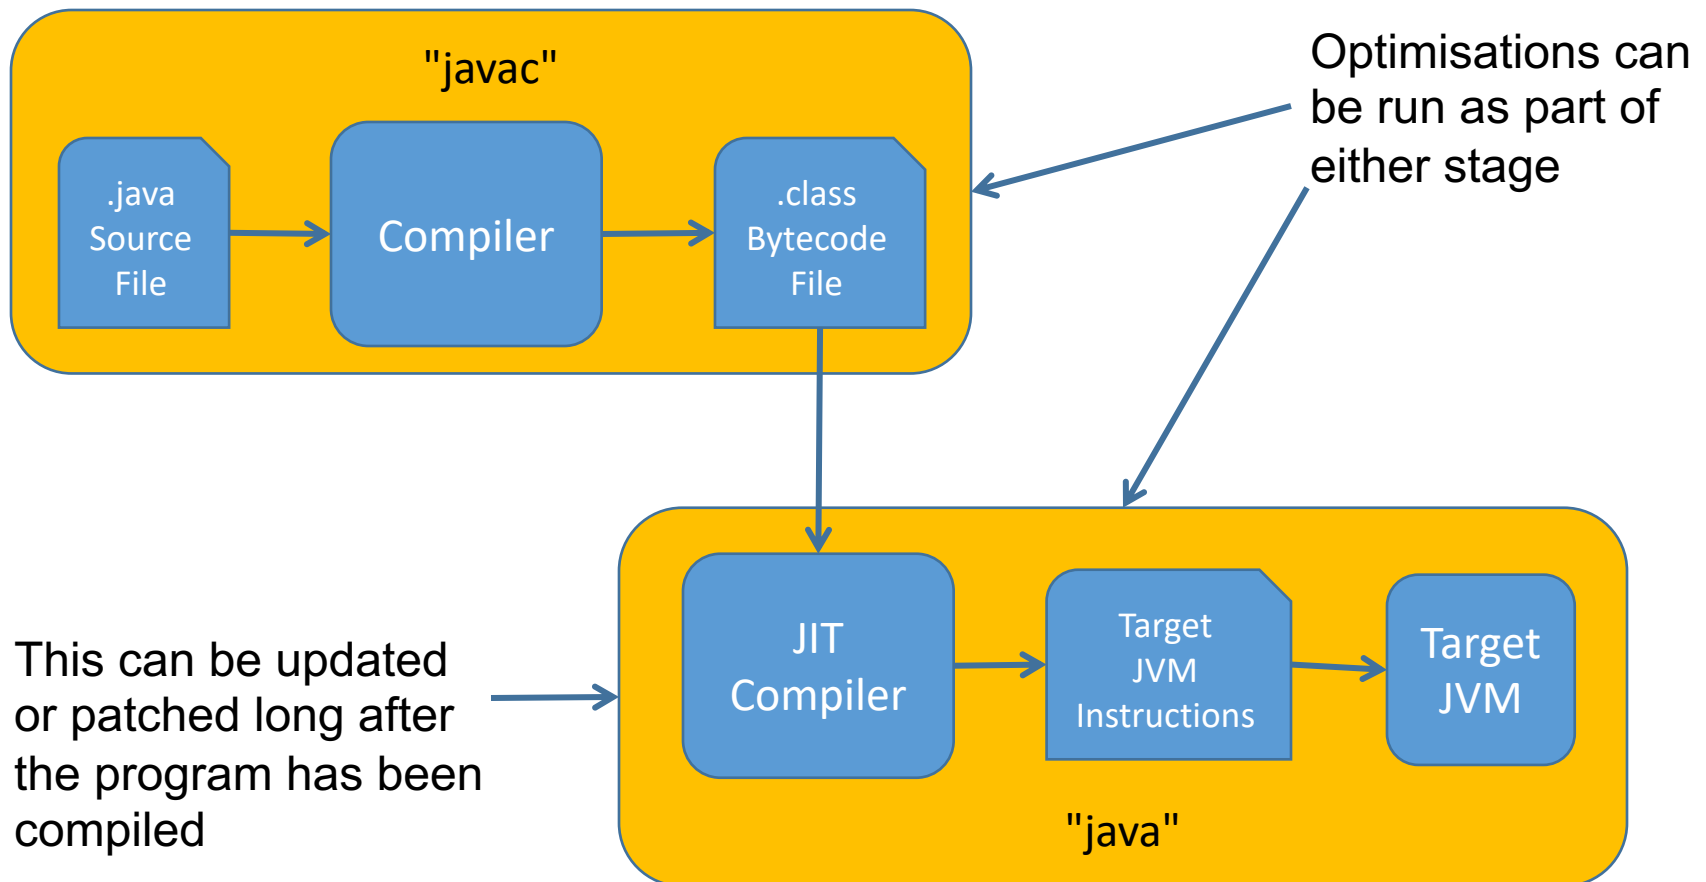 "javac"
.java
Source
File
Compiler
.class
Bytecode
File
Optimisations can
be run as part of
either stage
This can be updated
or patched long after
the program has been
compiled
JIT
Compiler
Target
JVM
Instructions
Target
JVM
"java"